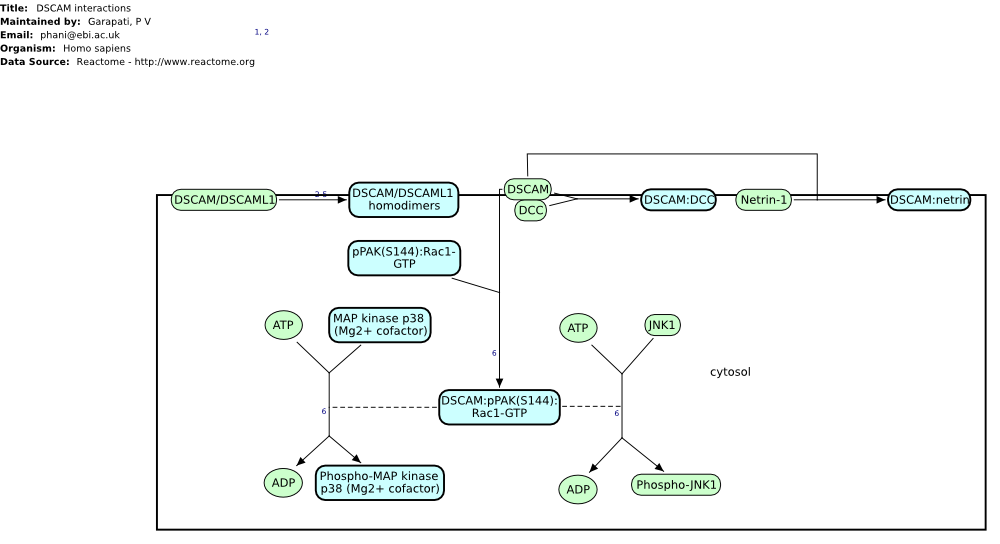 Title: DSCAM interactions
Maintained by: Garapati, P V
Email: phani@ebi.ac.uk
1, 2
Organism: Homo sapiens
Data Source: Reactome - http://www.reactome.org
DSCAM/DSCAML1
2-5
DSCAM/DSCAML1
homodimers
DSCAM
DCC
DSCAM:DCC
Netrin-1
DSCAM:netrin
pPAK(S144):Rac1-
GTP
ATP
MAP kinase p38
(Mg2+ cofactor)
ATP
JNK1
6
cytosol
6
DSCAM:pPAK(S144):
Rac1-GTP
6
ADP
Phospho-MAP kinase
p38 (Mg2+ cofactor)
ADP
Phospho-JNK1